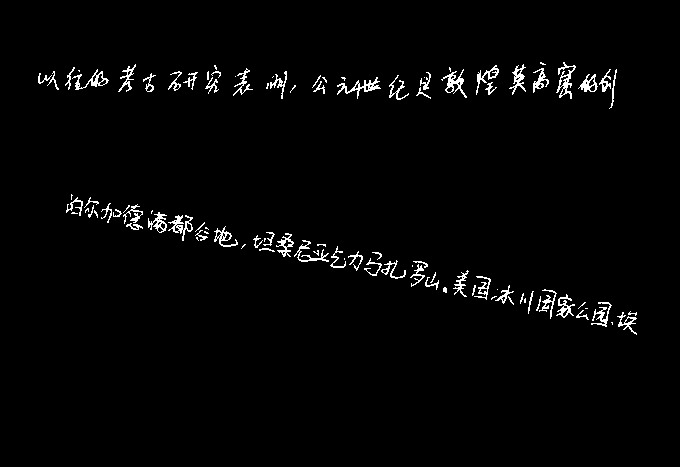 以往的考古研究表明,公元4世纪是敦煌莫高窟的创
泊尔加德满都谷地,坦桑尼亚乞力马扎罗山。美国冰川国家公园、埃